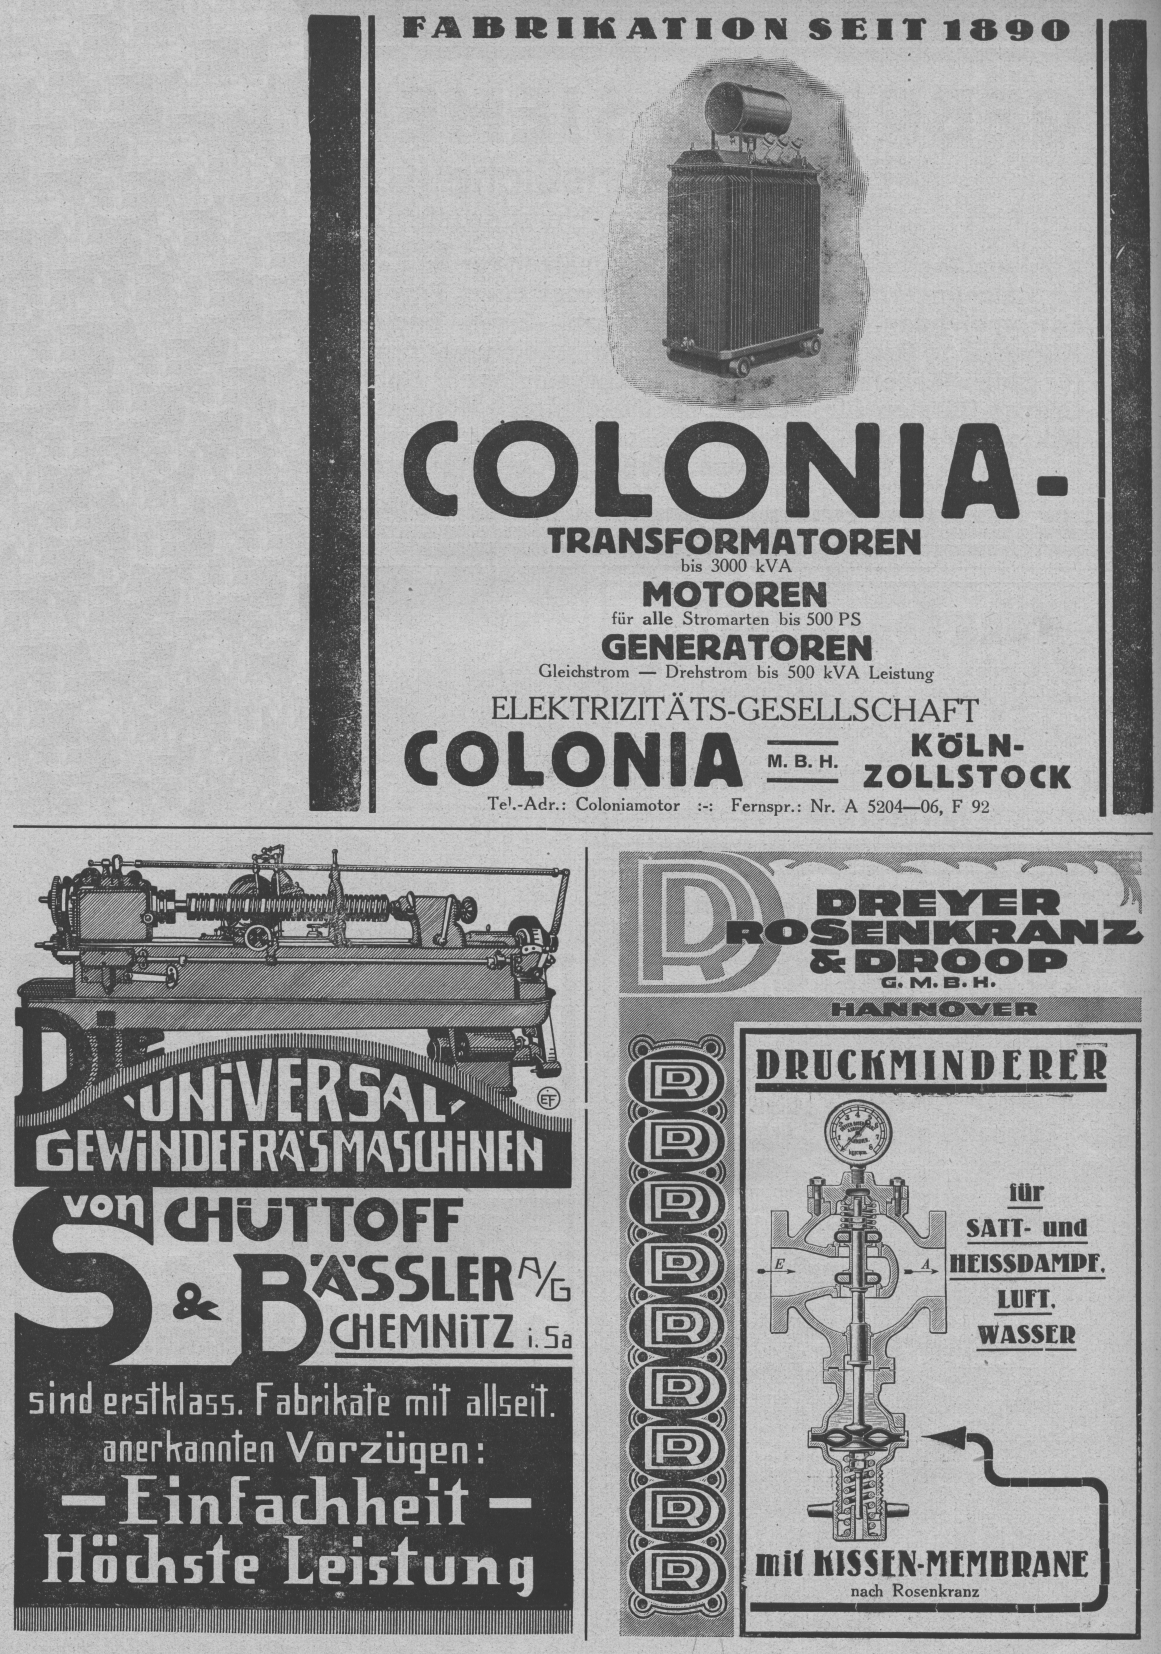 FABRIKATION SEIT 1890
COLONIA-
TRANSFORMATOREN
bis 3000 kVA
MOTOREN
für alle Stromarten bis 500 PS
GENERATOREN
Gleichstrom — Drehstrom bis 500 kVA Leistung
ELEKTRIZITÄTS-GESELLSCHAFT
COLONIA M. B. H. KÖLN-
ZOLLSTOCK
Tel.-Adr.: Coloniamotor :-: Fernspr.: Nr. A 5204—06, F 92
DIE
UNIVERSAL
EF
GEWINDEFRÄSMASCHINEN
von SCHÜTTOFF
& BÄSSLER A/G
CHEMNITZ i. Sa
sind erstklass. Fabrikate mit allseit.
anerkannten Vorzügen:
— Einfachheit —
Höchste Leistung
DRD
DREYER
ROSENKRANZ
& DROOP
G. M. B. H.
HANNOVER
DRUCKMINDERER
für
SATT- und
HEISSDAMPF,
LUFT,
WASSER
E
A
mit KISSEN-MEMBRANE
nach Rosenkranz